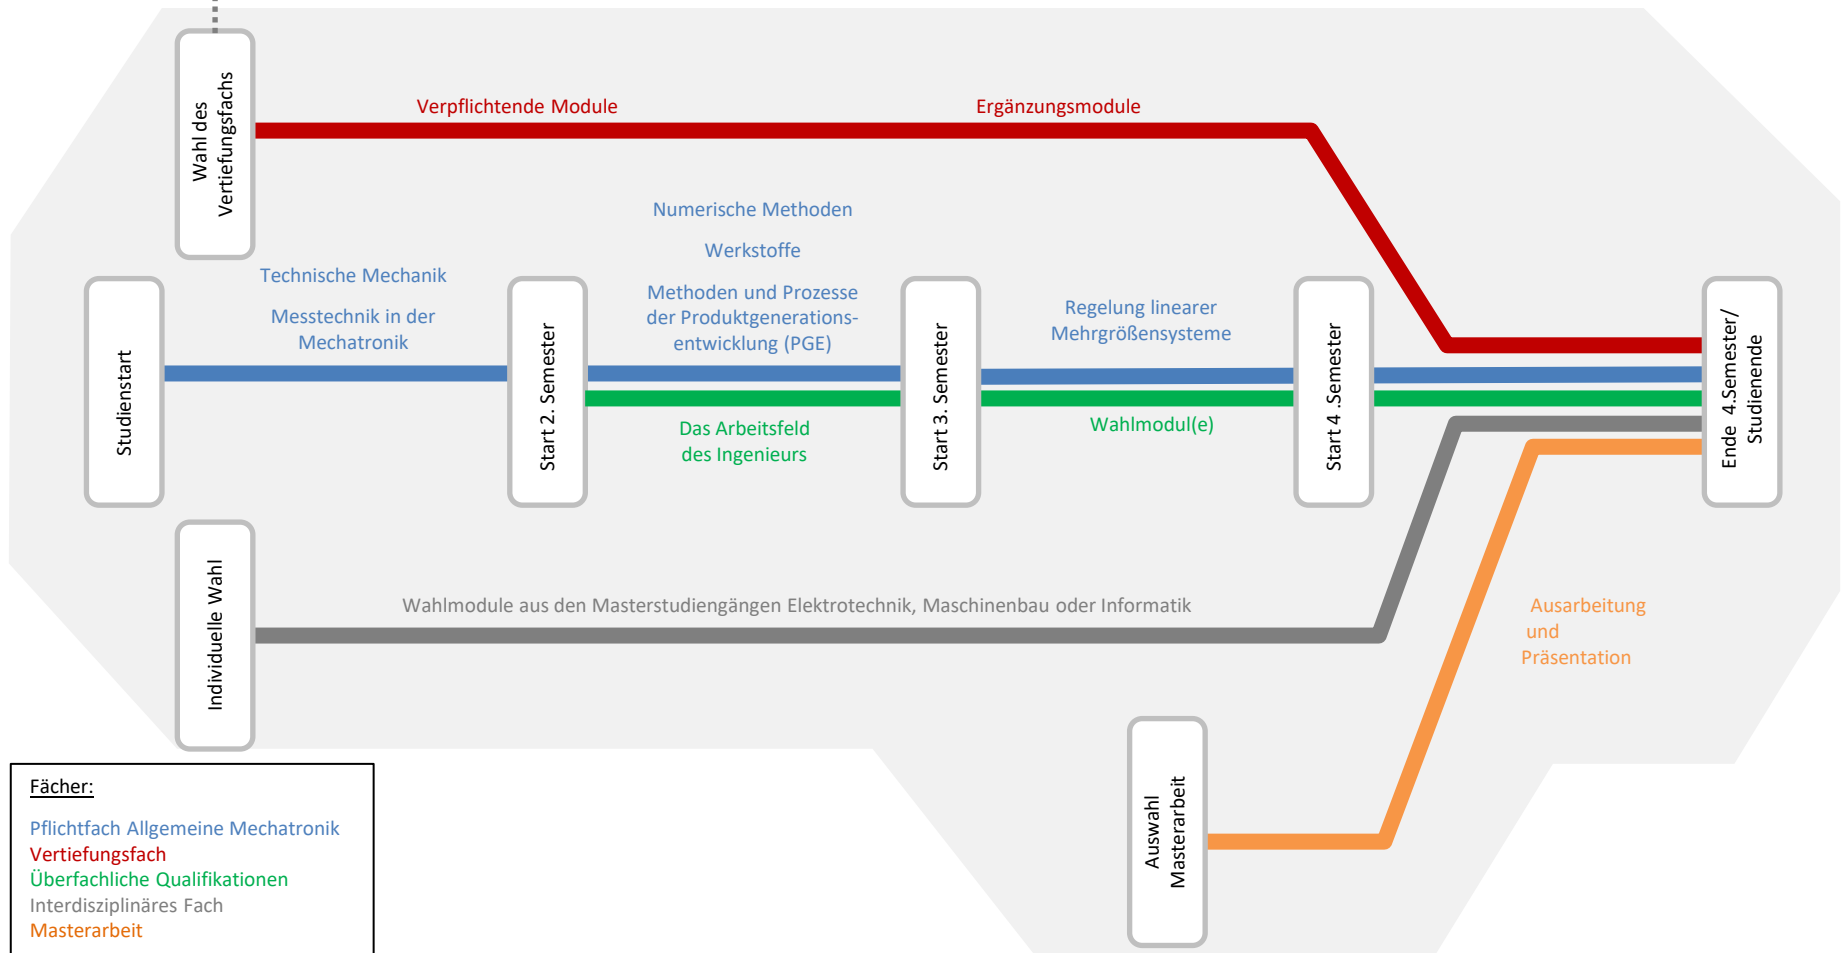 Wahl des
Vertiefungsfachs
Verpflichtende Module
Ergänzungsmodule
Studienstart
Technische Mechanik
Messtechnik in der
Mechatronik
Start 2. Semester
Numerische Methoden
Werkstoffe
Methoden und Prozesse
der Produktgenerations-
entwicklung (PGE)
Das Arbeitsfeld
des Ingenieurs
Start 3. Semester
Regelung linearer
Mehrgrößensysteme
Wahlmodul(e)
Start 4 .Semester
Ende 4.Semester/
Studienende
Individuelle Wahl
Wahlmodule aus den Masterstudiengängen Elektrotechnik, Maschinenbau oder Informatik
Ausarbeitung
und
Präsentation
Auswahl
Masterarbeit
Fächer:
Pflichtfach Allgemeine Mechatronik
Vertiefungsfach
Überfachliche Qualifikationen
Interdisziplinäres Fach
Masterarbeit